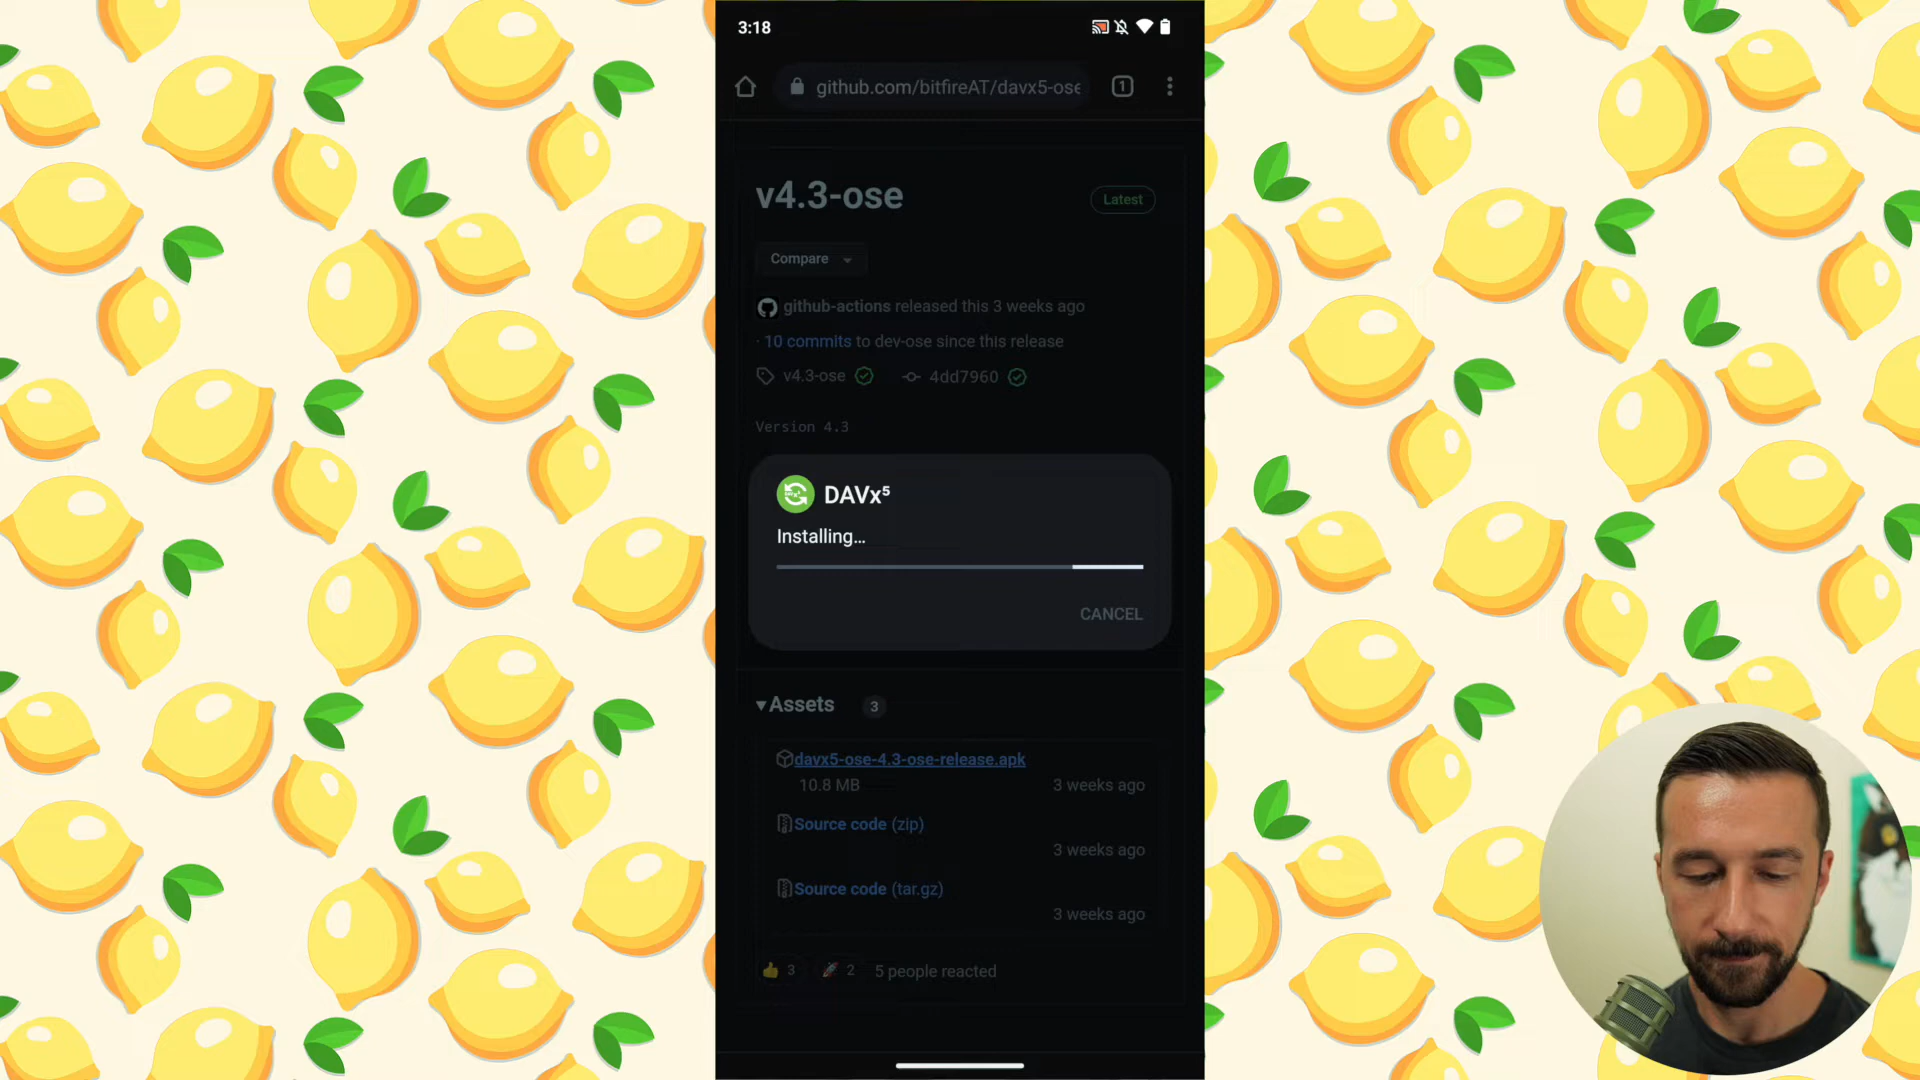 3:18
github.com/bitfireAT/davx5-ose
1
v4.3-ose
Latest
Compare
github-actions released this 3 weeks ago
· 10 commits to dev-ose since this release
v4.3-ose
4dd7960
Version 4.3
DAVx⁵
Installing…
CANCEL
Assets 3
davx5-ose-4.3-ose-release.apk
10.8 MB
3 weeks ago
Source code (zip)
3 weeks ago
Source code (tar.gz)
3 weeks ago
3
2
5 people reacted